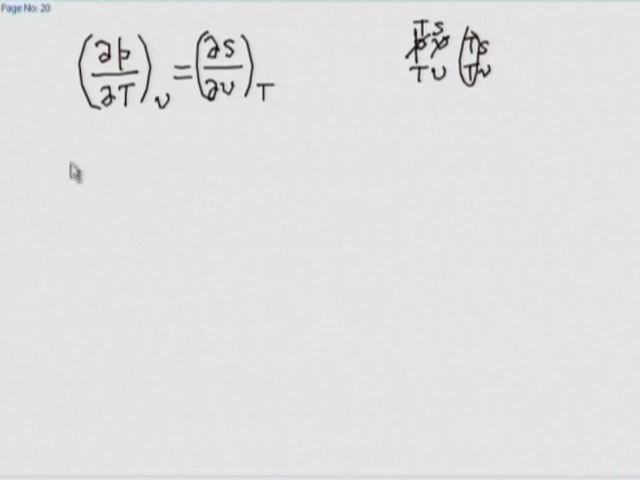 Page No: 20
(∂p/∂T)_v = (∂s/∂v)_T
T S
p v T S
T v T v